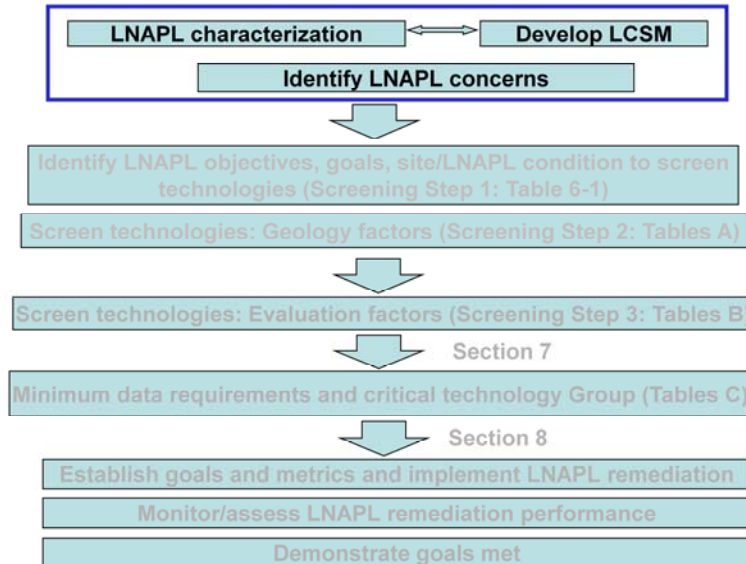 LNAPL characterization
Develop LCSM
Identify LNAPL concerns
Identify LNAPL objectives, goals, site/LNAPL condition to screen
technologies (Screening Step 1: Table 6-1)
Screen technologies: Geology factors (Screening Step 2: Tables A)
Screen technologies: Evaluation factors (Screening Step 3: Tables B)
Section 7
Minimum data requirements and critical technology Group (Tables C)
Section 8
Establish goals and metrics and implement LNAPL remediation
Monitor/assess LNAPL remediation performance
Demonstrate goals met